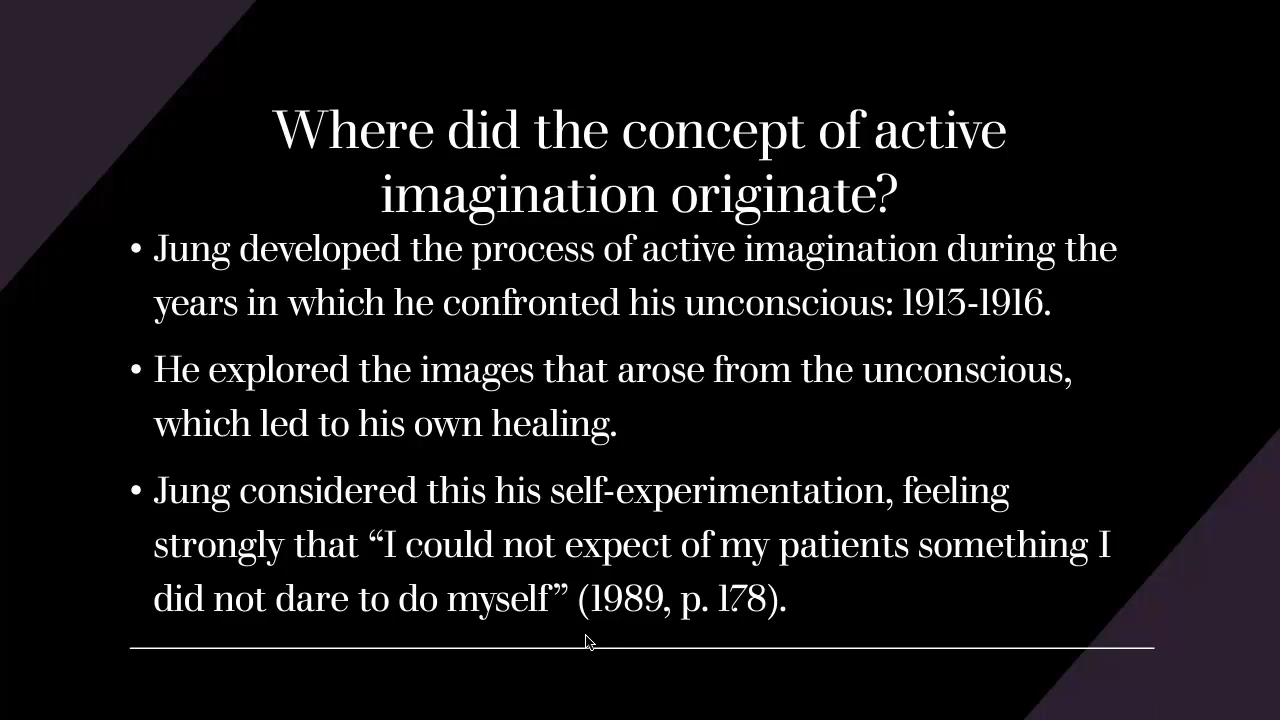 Where did the concept of active
imagination originate?
• Jung developed the process of active imagination during the
years in which he confronted his unconscious: 1913-1916.
• He explored the images that arose from the unconscious,
which led to his own healing.
• Jung considered this his self-experimentation, feeling
strongly that “I could not expect of my patients something I
did not dare to do myself” (1989, p. 178).